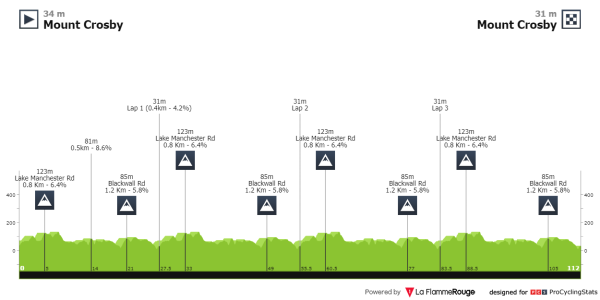 34 m
Mount Crosby
31 m
Mount Crosby
31m
Lap 1 (0.4km - 4.2%)
31m
Lap 2
31m
Lap 3
123m
Lake Manchester Rd
0.8 Km - 6.4%
123m
Lake Manchester Rd
0.8 Km - 6.4%
123m
Lake Manchester Rd
0.8 Km - 6.4%
81m
0.5km - 8.6%
123m
Lake Manchester Rd
0.8 Km - 6.4%
85m
Blackwall Rd
1.2 Km - 5.8%
85m
Blackwall Rd
1.2 Km - 5.8%
85m
Blackwall Rd
1.2 Km - 5.8%
85m
Blackwall Rd
1.2 Km - 5.8%
400 400
200 200
0 0
0 5 14 21 27.5 33 49 55.5 60.5 77 83.5 88.5 105 112
Powered by La FlammeRouge designed for PCS ProCyclingStats